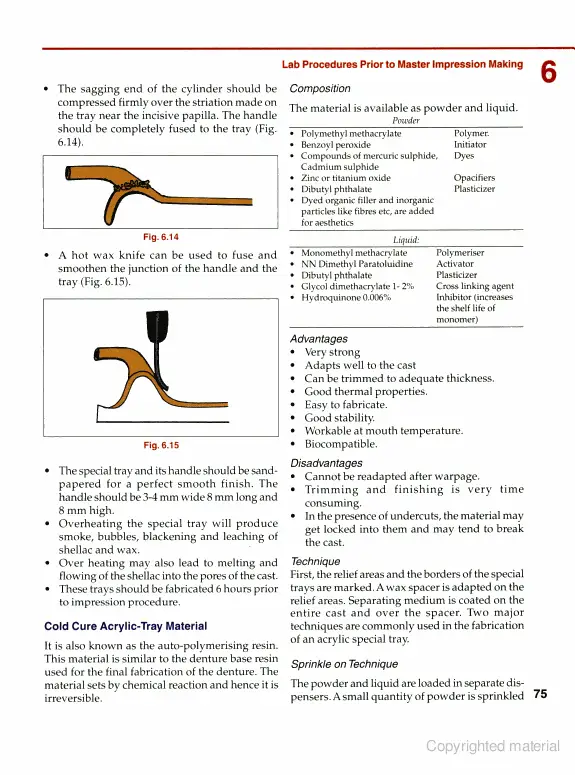 Lab Procedures Prior to Master Impression Making
6
• The sagging end of the cylinder should be
compressed firmly over the striation made on
the tray near the incisive papilla. The handle
should be completely fused to the tray (Fig.
6.14).
Fig. 6.14
• A hot wax knife can be used to fuse and
smoothen the junction of the handle and the
tray (Fig. 6.15).
Fig. 6.15
• The special tray and its handle should be sand-
papered for a perfect smooth finish. The
handle should be 3-4 mm wide 8 mm long and
8 mm high.
• Overheating the special tray will produce
smoke, bubbles, blackening and leaching of
shellac and wax.
• Over heating may also lead to melting and
flowing of the shellac into the pores of the cast.
• These trays should be fabricated 6 hours prior
to impression procedure.
Cold Cure Acrylic-Tray Material
It is also known as the auto-polymerising resin.
This material is similar to the denture base resin
used for the final fabrication of the denture. The
material sets by chemical reaction and hence it is
irreversible.
Composition
The material is available as powder and liquid.
Powder
• Polymethyl methacrylate Polymer.
• Benzoyl peroxide Initiator
• Compounds of mercuric sulphide, Dyes
Cadmium sulphide
• Zinc or titanium oxide Opacifiers
• Dibutyl phthalate Plasticizer
• Dyed organic filler and inorganic
particles like fibres etc, are added
for aesthetics
Liquid:
• Monomethyl methacrylate Polymeriser
• NN Dimethyl Paratoluidine Activator
• Dibutyl phthalate Plasticizer
• Glycol dimethacrylate 1- 2% Cross linking agent
• Hydroquinone 0.006% Inhibitor (increases
the shelf life of
monomer)
Advantages
• Very strong
• Adapts well to the cast
• Can be trimmed to adequate thickness.
• Good thermal properties.
• Easy to fabricate.
• Good stability.
• Workable at mouth temperature.
• Biocompatible.
Disadvantages
• Cannot be readapted after warpage.
• Trimming and finishing is very time
consuming.
• In the presence of undercuts, the material may
get locked into them and may tend to break
the cast.
Technique
First, the relief areas and the borders of the special
trays are marked. A wax spacer is adapted on the
relief areas. Separating medium is coated on the
entire cast and over the spacer. Two major
techniques are commonly used in the fabrication
of an acrylic special tray.
Sprinkle on Technique
The powder and liquid are loaded in separate dis-
pensers. A small quantity of powder is sprinkled
75
Copyrighted material